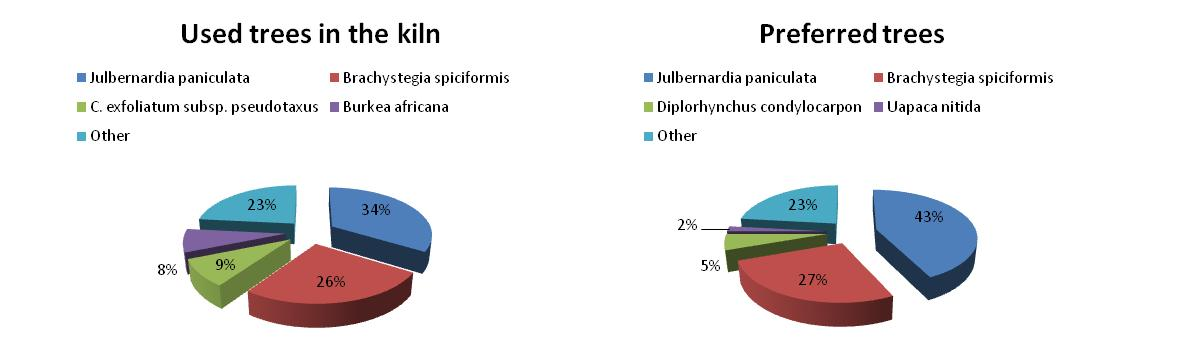 Used trees in the kiln
Julbernardia paniculata
Brachystegia spiciformis
C. exfoliatum subsp. pseudotaxus
Burkea africana
Other
23%
34%
8%
9%
26%
Preferred trees
Julbernardia paniculata
Brachystegia spiciformis
Diplorhynchus condylocarpon
Uapaca nitida
Other
23%
43%
2%
5%
27%